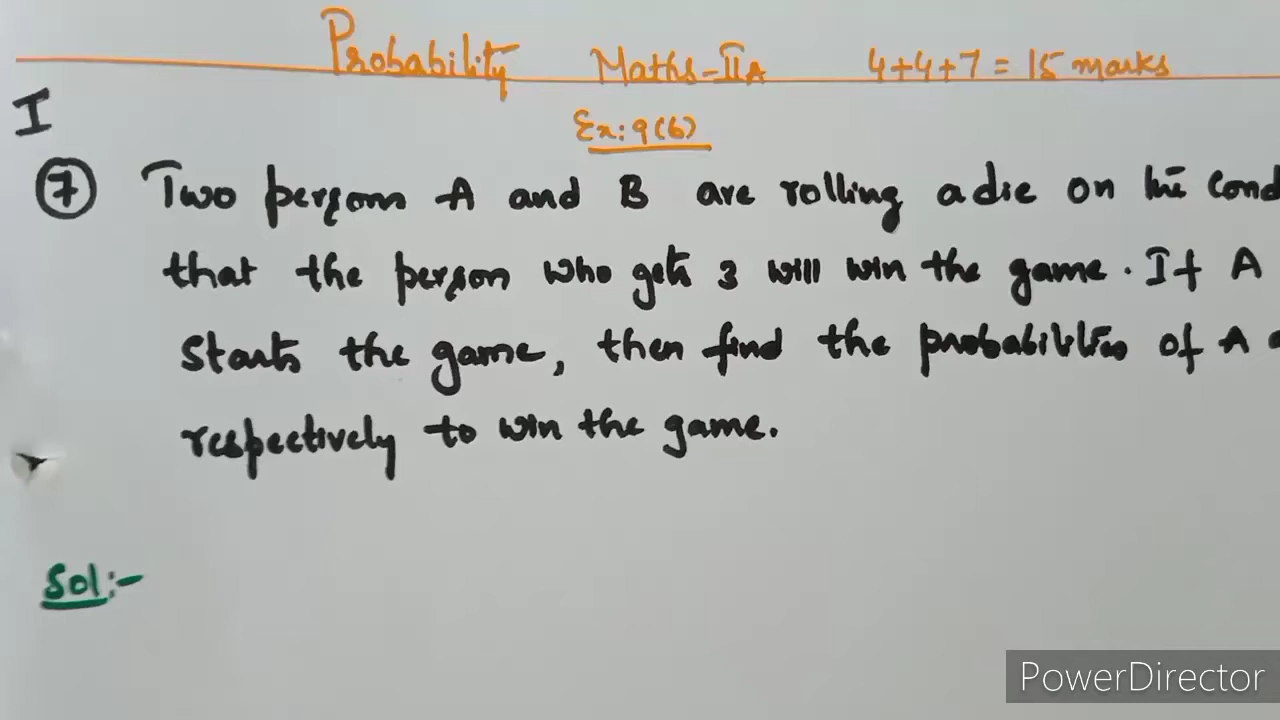 Probability Maths-IIA 4+4+7 = 15 marks
I
Ex: 9(b)
7 Two persons A and B are rolling a die on the Cond
that the person who gets 3 will win the game. If A
starts the game, then find the probabilities of A
respectively to win the game.
Sol:-
PowerDirector